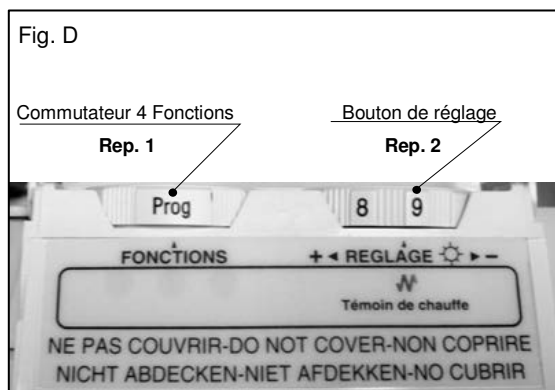 Fig. D
Commutateur 4 Fonctions Bouton de réglage
Rep. 1 Rep. 2
Prog 8 9
FONCTIONS + ◄ REGLAGE ► -
Témoin de chauffe
NE PAS COUVRIR-DO NOT COVER-NON COPRIRE
NICHT ABDECKEN-NIET AFDEKKEN-NO CUBRIR